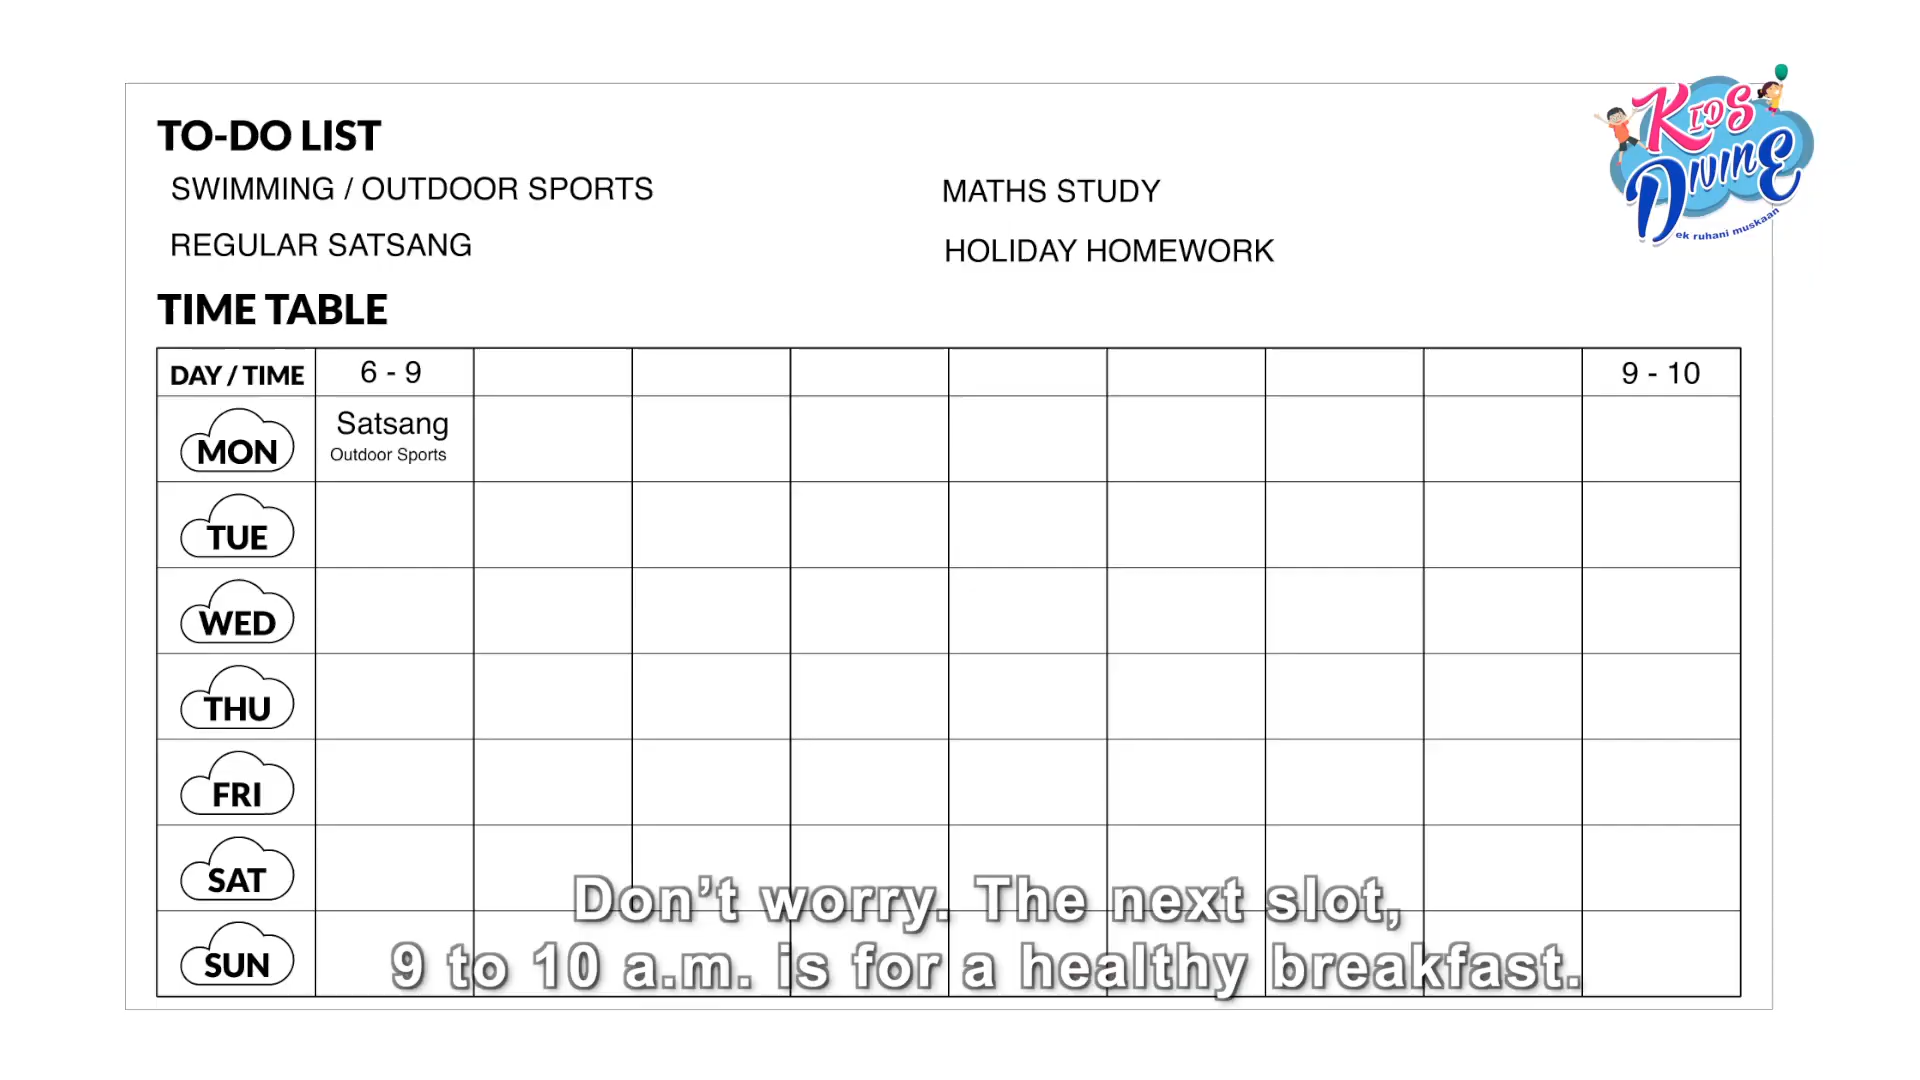 TO-DO LIST
SWIMMING / OUTDOOR SPORTS
MATHS STUDY
REGULAR SATSANG
HOLIDAY HOMEWORK
KIDS
DIVINE
ek ruhani muskaan
TIME TABLE
DAY / TIME 6 - 9 9 - 10
MON Satsang
Outdoor Sports
TUE
WED
THU
FRI
SAT
SUN
Don’t worry. The next slot,
9 to 10 a.m. is for a healthy breakfast.